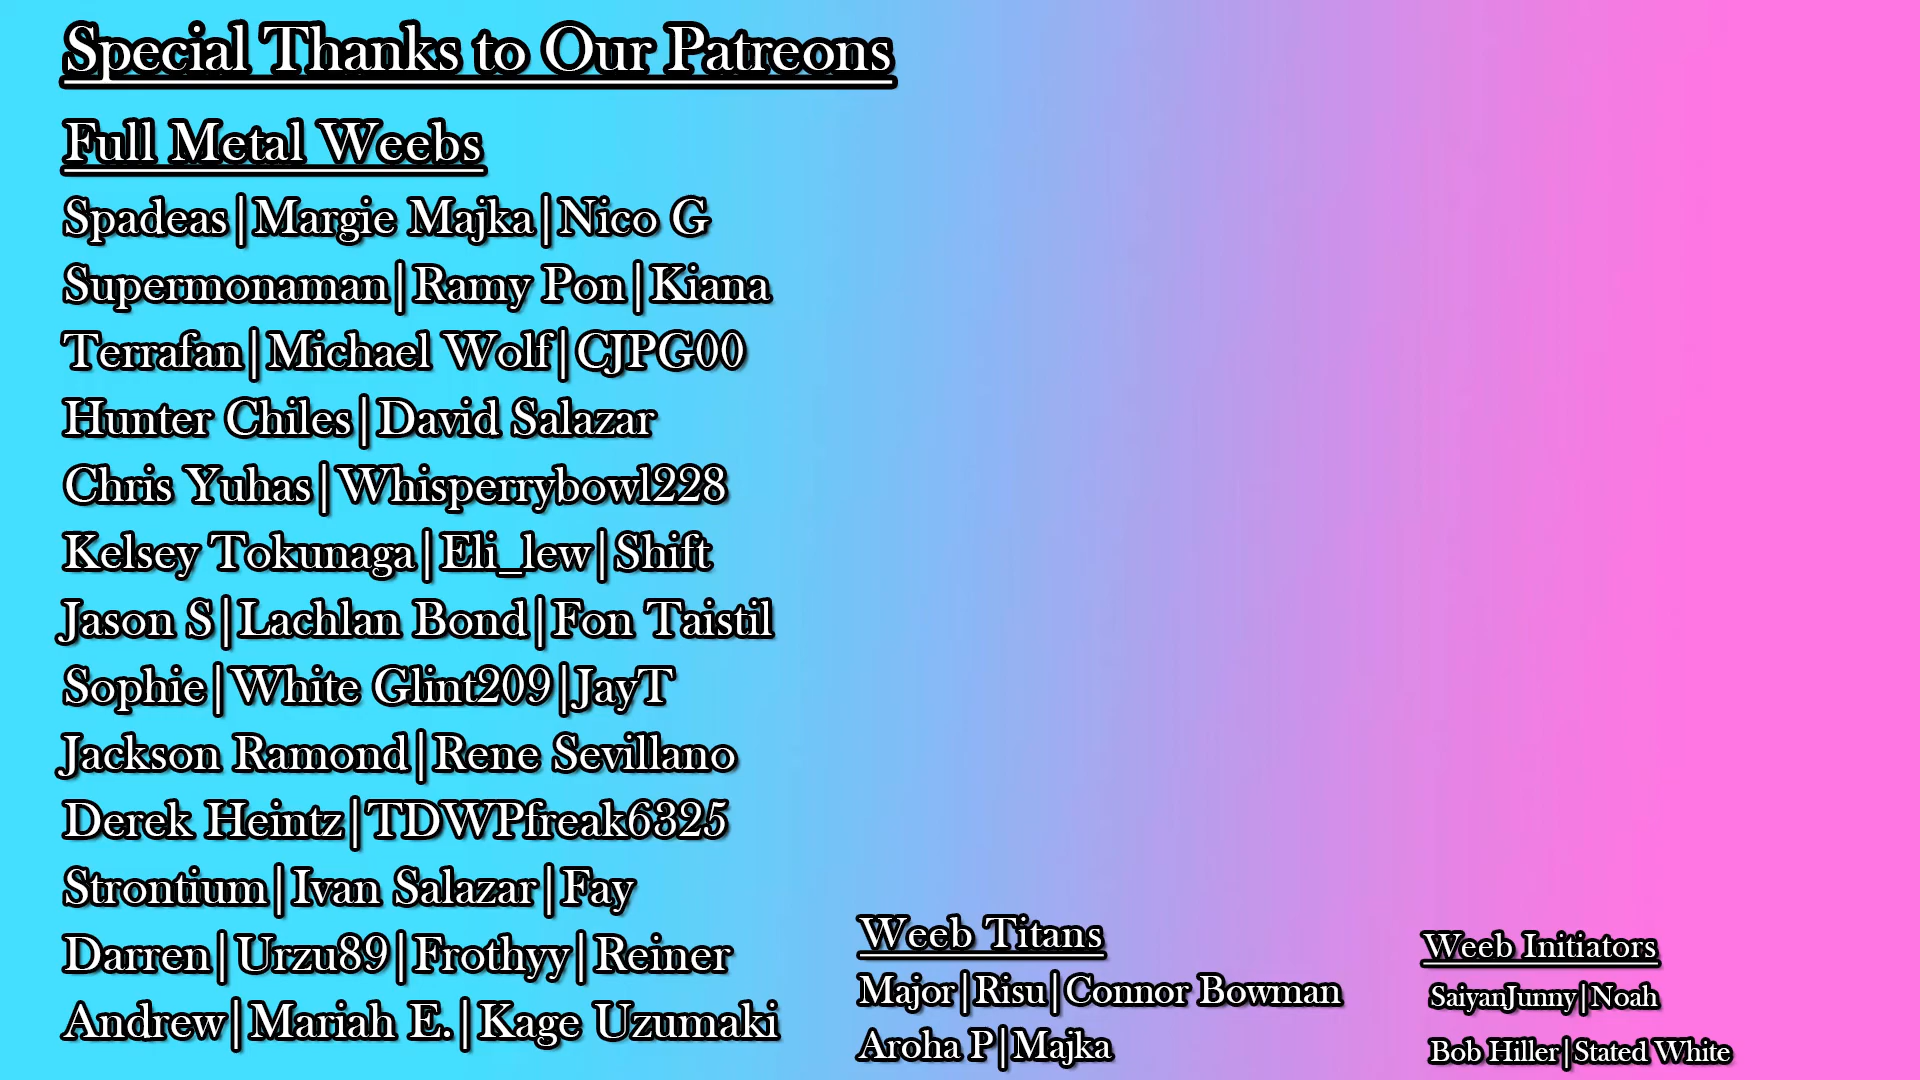 Special Thanks to Our Patreons
Full Metal Weebs
Spadeas|Margie Majka|Nico G
Supermonaman|Ramy Pon|Kiana
Terrafan|Michael Wolf|CJPG00
Hunter Chiles|David Salazar
Chris Yuhas|Whisperrybowl228
Kelsey Tokunaga|Eli_lew|Shift
Jason S|Lachlan Bond|Fon Taistil
Sophie|White Glint209|JayT
Jackson Ramond|Rene Sevillano
Derek Heintz|TDWPfreak6325
Strontium|Ivan Salazar|Fay
Darren|Urzu89|Frothyy|Reiner
Andrew|Mariah E.|Kage Uzumaki
Weeb Titans
Major|Risu|Connor Bowman
Aroha P|Majka
Weeb Initiators
SaiyanJunny|Noah
Bob Hiller|Stated White